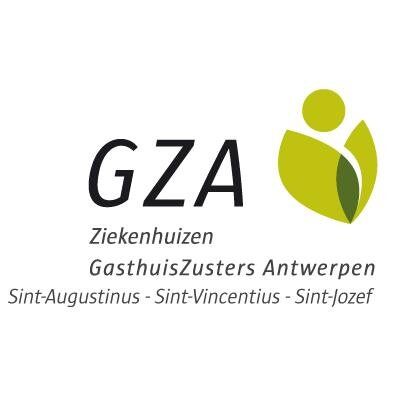 GZA
Ziekenhuizen
GasthuisZusters Antwerpen
Sint-Augustinus - Sint-Vincentius - Sint-Jozef